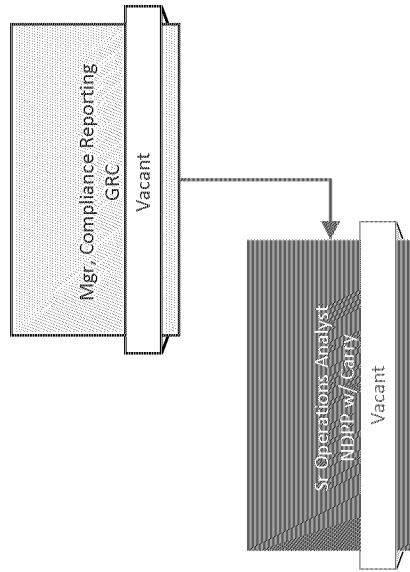 Mgr, Compliance Reporting
GRC
Vacant
Sr Operations Analyst
NDPP w/ Carry
Vacant